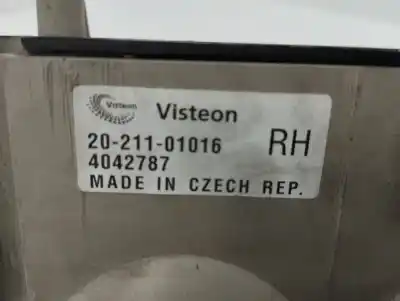 Visteon Visteon
20-211-01016 RH
4042787
MADE IN CZECH REP.